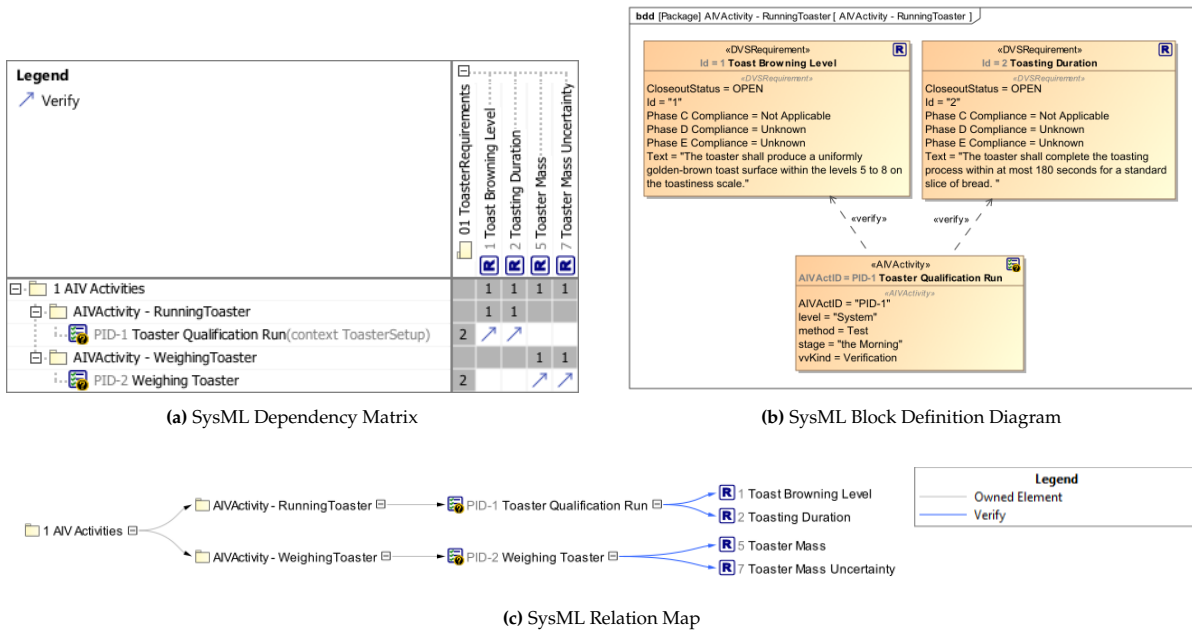 Legend
Verify
01 ToasterRequirements
1 Toast Browning Level
2 Toasting Duration
5 Toaster Mass
7 Toaster Mass Uncertainty
R R R R
1 AIV Activities 1 1 1 1
AIVActivity - RunningToaster 1 1
PID-1 Toaster Qualification Run(context ToasterSetup) 2
AIVActivity - WeighingToaster 1 1
PID-2 Weighing Toaster 2
(a) SysML Dependency Matrix
bdd [Package] AIVActivity - RunningToaster [ AIVActivity - RunningToaster ]
«DVSRequirement» R
Id = 1 Toast Browning Level
«DVSRequirement»
CloseoutStatus = OPEN
Id = "1"
Phase C Compliance = Not Applicable
Phase D Compliance = Unknown
Phase E Compliance = Unknown
Text = "The toaster shall produce a uniformly
golden-brown toast surface within the levels 5 to 8 on
the toastiness scale."
«DVSRequirement» R
Id = 2 Toasting Duration
«DVSRequirement»
CloseoutStatus = OPEN
Id = "2"
Phase C Compliance = Not Applicable
Phase D Compliance = Unknown
Phase E Compliance = Unknown
Text = "The toaster shall complete the toasting
process within at most 180 seconds for a standard
slice of bread. "
«verify» «verify»
«AIVActivity»
AIVActID = PID-1 Toaster Qualification Run
«AIVActivity»
AIVActID = "PID-1"
level = "System"
method = Test
stage = "the Morning"
vvKind = Verification
(b) SysML Block Definition Diagram
1 AIV Activities
AIVActivity - RunningToaster
PID-1 Toaster Qualification Run
R 1 Toast Browning Level
R 2 Toasting Duration
AIVActivity - WeighingToaster
PID-2 Weighing Toaster
R 5 Toaster Mass
R 7 Toaster Mass Uncertainty
Legend
Owned Element
Verify
(c) SysML Relation Map